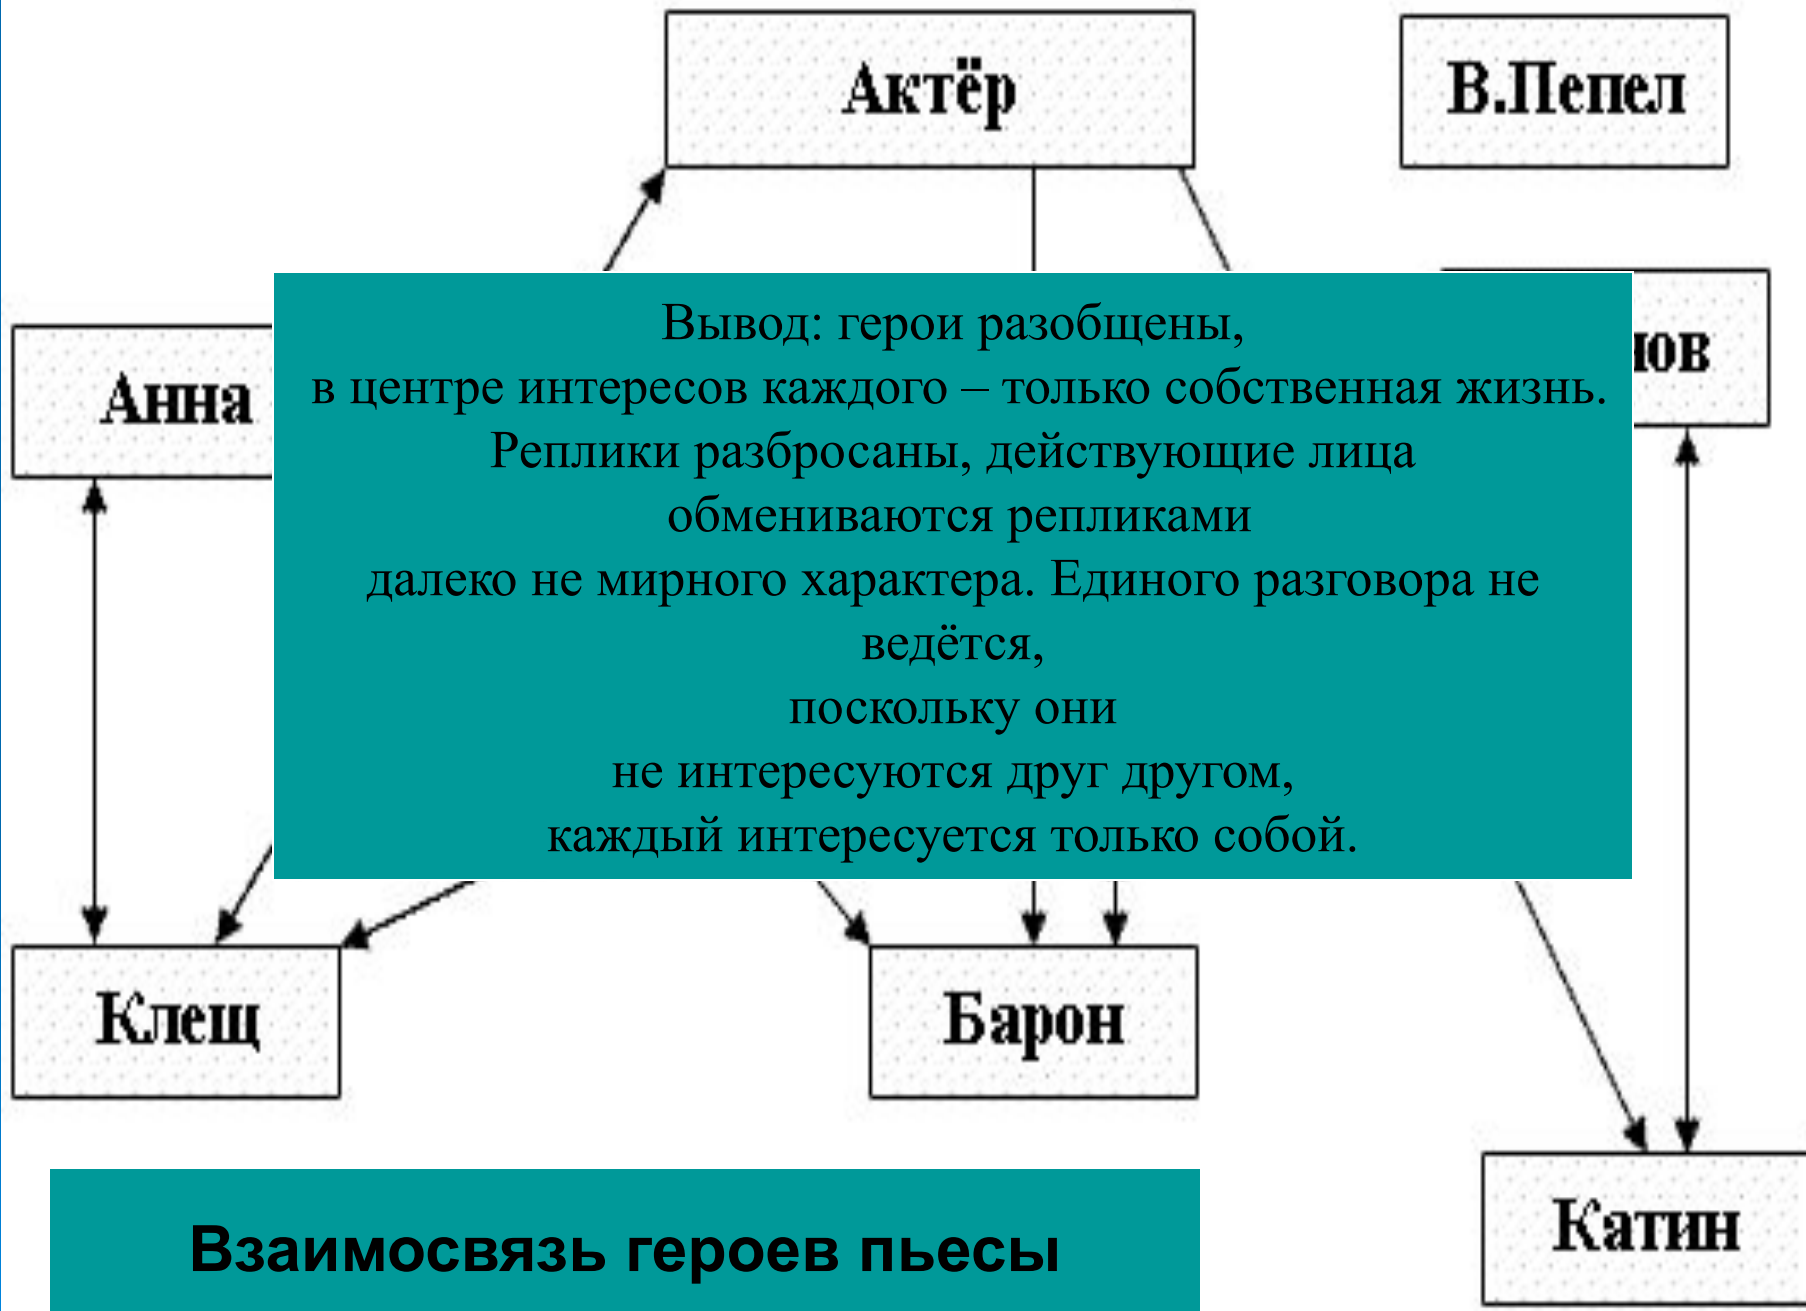 Актёр
В.Пепел
Анна
Вывод: герои разобщены,
в центре интересов каждого – только собственная жизнь.
Реплики разбросаны, действующие лица
обмениваются репликами
далеко не мирного характера. Единого разговора не
ведётся,
поскольку они
не интересуются друг другом,
каждый интересуется только собой.
Клещ
Барон
Катин
Взаимосвязь героев пьесы